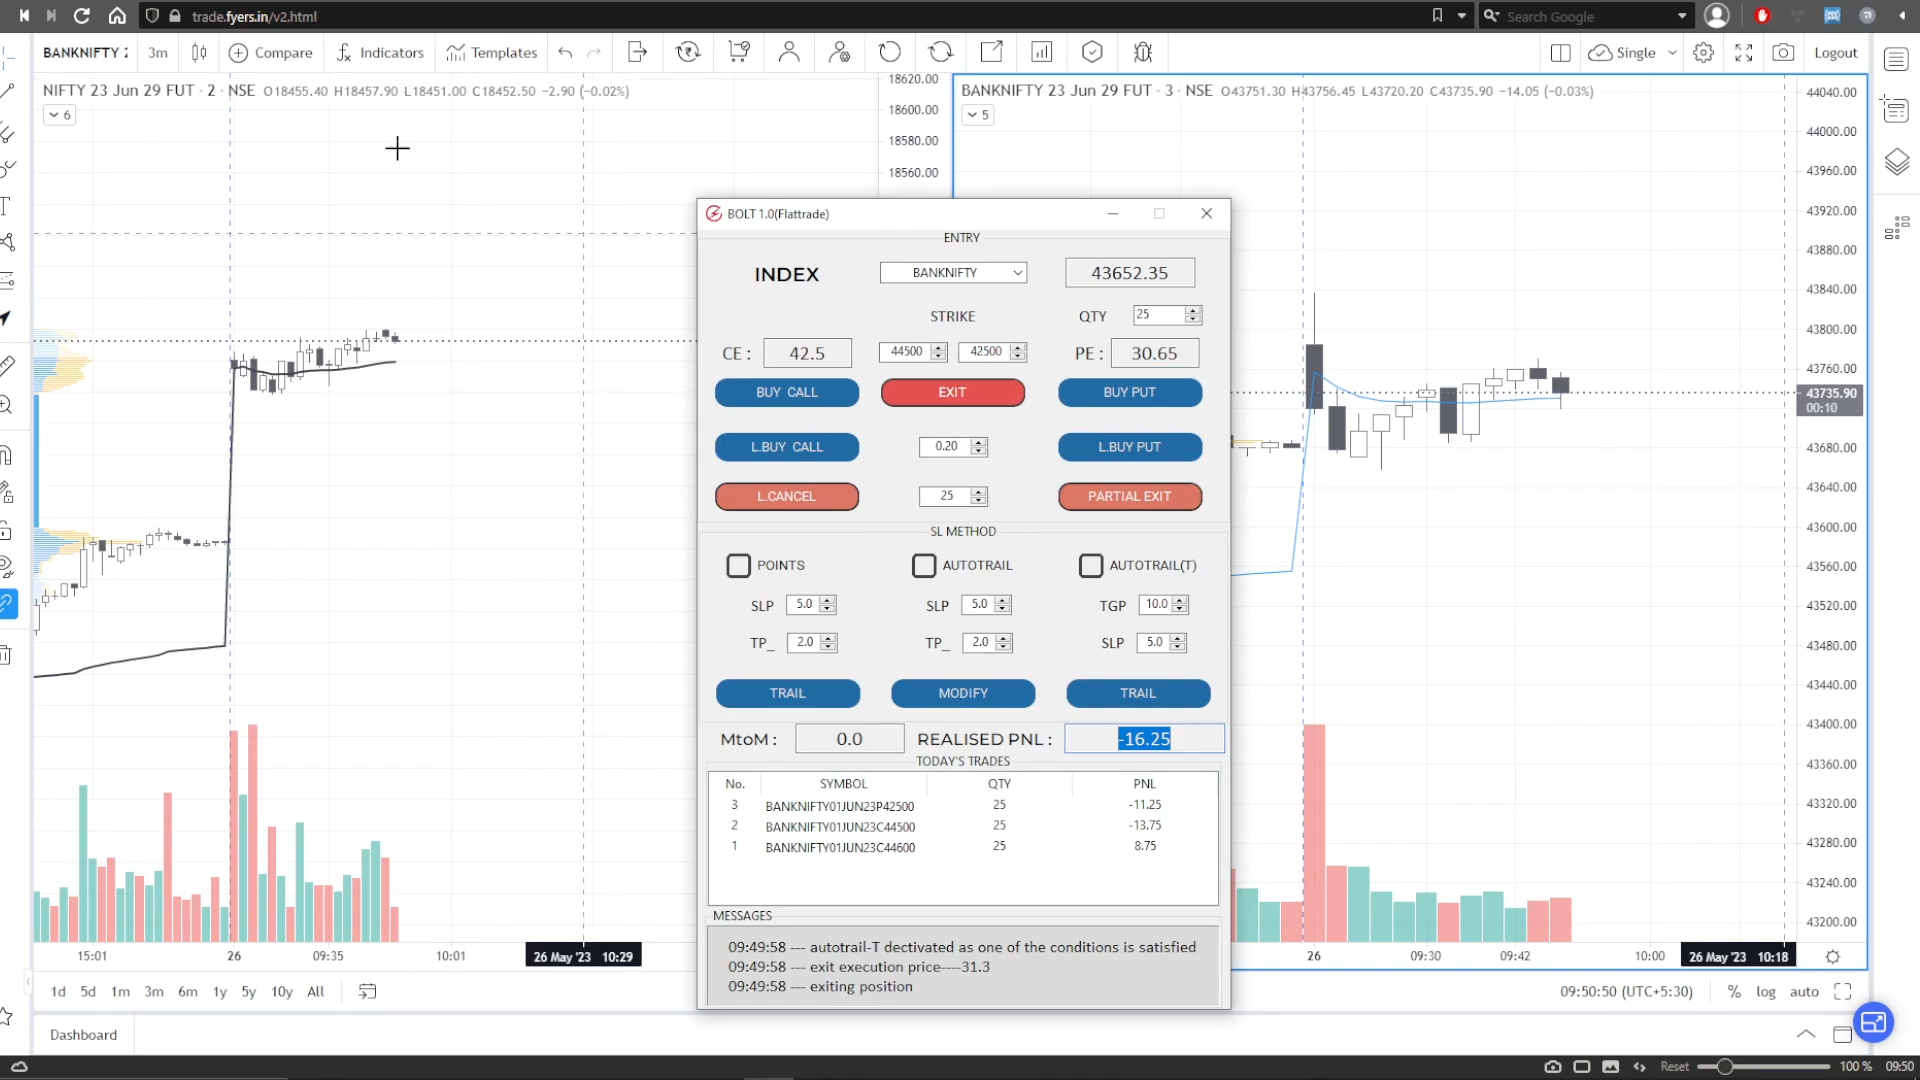 trade.fyers.in/v2.html
Search Google
BANKNIFTY 2
3m
Compare
Indicators
Templates
Single
Logout
NIFTY 23 Jun 29 FUT · 2 · NSE O18455.40 H18457.90 L18451.00 C18452.50 −2.90 (−0.02%)
6
18620.00
18600.00
18580.00
18560.00
15:01
26
09:35
10:01
26 May '23 10:29
BANKNIFTY 23 Jun 29 FUT · 3 · NSE O43751.30 H43756.45 L43720.20 C43735.90 −14.05 (−0.03%)
5
44040.00
44000.00
43960.00
43920.00
43880.00
43840.00
43800.00
43760.00
43735.90
00:10
43680.00
43640.00
43600.00
43560.00
43520.00
43480.00
43440.00
43400.00
43360.00
43320.00
43280.00
43240.00
43200.00
26
09:30
09:42
10:00
26 May '23 10:18
BOLT 1.0(Flattrade)
ENTRY
INDEX
BANKNIFTY
43652.35
STRIKE
QTY
25
CE :
42.5
44500
42500
PE :
30.65
BUY CALL
EXIT
BUY PUT
L.BUY CALL
0.20
L.BUY PUT
L.CANCEL
25
PARTIAL EXIT
SL METHOD
POINTS
AUTOTRAIL
AUTOTRAIL(T)
SLP
5.0
SLP
5.0
TGP
10.0
TP_
2.0
TP_
2.0
SLP
5.0
TRAIL
MODIFY
TRAIL
MtoM :
0.0
REALISED PNL :
-16.25
TODAY'S TRADES
No. SYMBOL QTY PNL
3 BANKNIFTY01JUN23P42500 25 -11.25
2 BANKNIFTY01JUN23C44500 25 -13.75
1 BANKNIFTY01JUN23C44600 25 8.75
MESSAGES
09:49:58 --- autotrail-T dectivated as one of the conditions is satisfied
09:49:58 --- exit execution price----31.3
09:49:58 --- exiting position
1d 5d 1m 3m 6m 1y 5y 10y All
09:50:50 (UTC+5:30)
% log auto
Dashboard
Reset
100 %
09:50